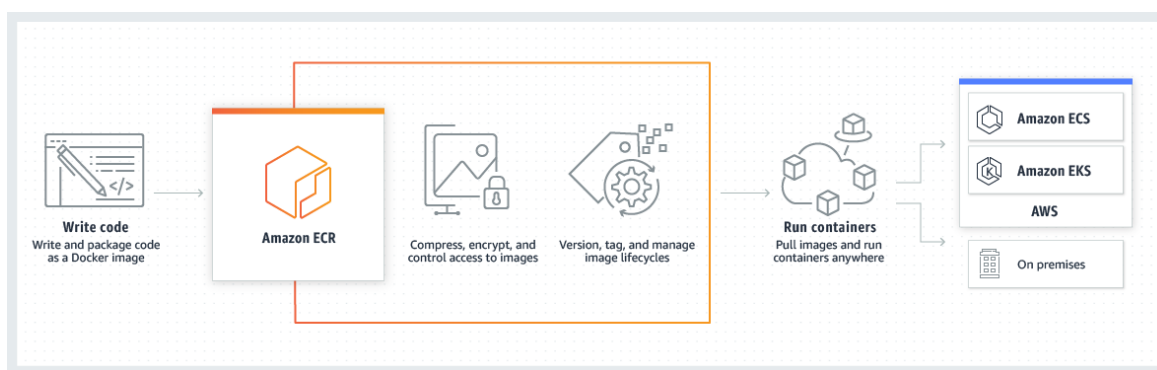 Write code
Write and package code
as a Docker image
</>
Amazon ECR
Compress, encrypt, and
control access to images
Version, tag, and manage
image lifecycles
Run containers
Pull images and run
containers anywhere
Amazon ECS
K
Amazon EKS
AWS
On premises